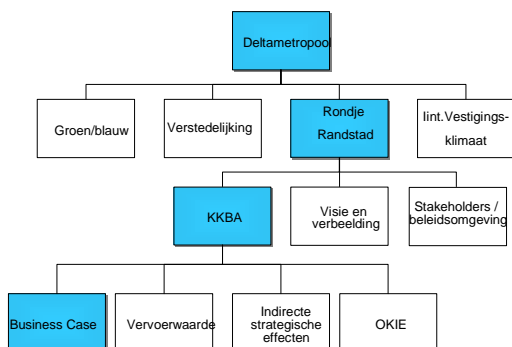 Deltametropool
Groen/blauw
Verstedelijking
Rondje
Randstad
Iint.Vestigings-
klimaat
KKBA
Visie en
verbeelding
Stakeholders /
beleidsomgeving
Business Case
Vervoerwaarde
Indirecte
strategische
effecten
OKIE